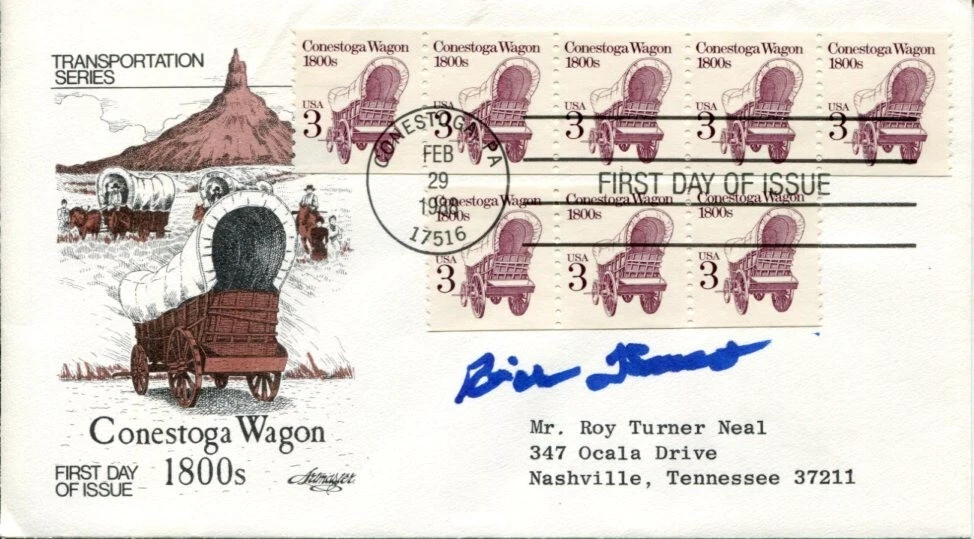 TRANSPORTATION
SERIES
Conestoga Wagon
1800s
USA
3
Conestoga Wagon
1800s
USA
3
Conestoga Wagon
1800s
USA
3
Conestoga Wagon
1800s
USA
3
Conestoga Wagon
1800s
USA
3
CONESTOGA, PA
FEB
29
1988
17516
FIRST DAY OF ISSUE
Conestoga Wagon
1800s
USA
3
Conestoga Wagon
1800s
USA
3
Conestoga Wagon
1800s
USA
3
Bill
Mr. Roy Turner Neal
347 Ocala Drive
Nashville, Tennessee 37211
Conestoga Wagon
1800s
FIRST DAY
OF ISSUE
Artmaster